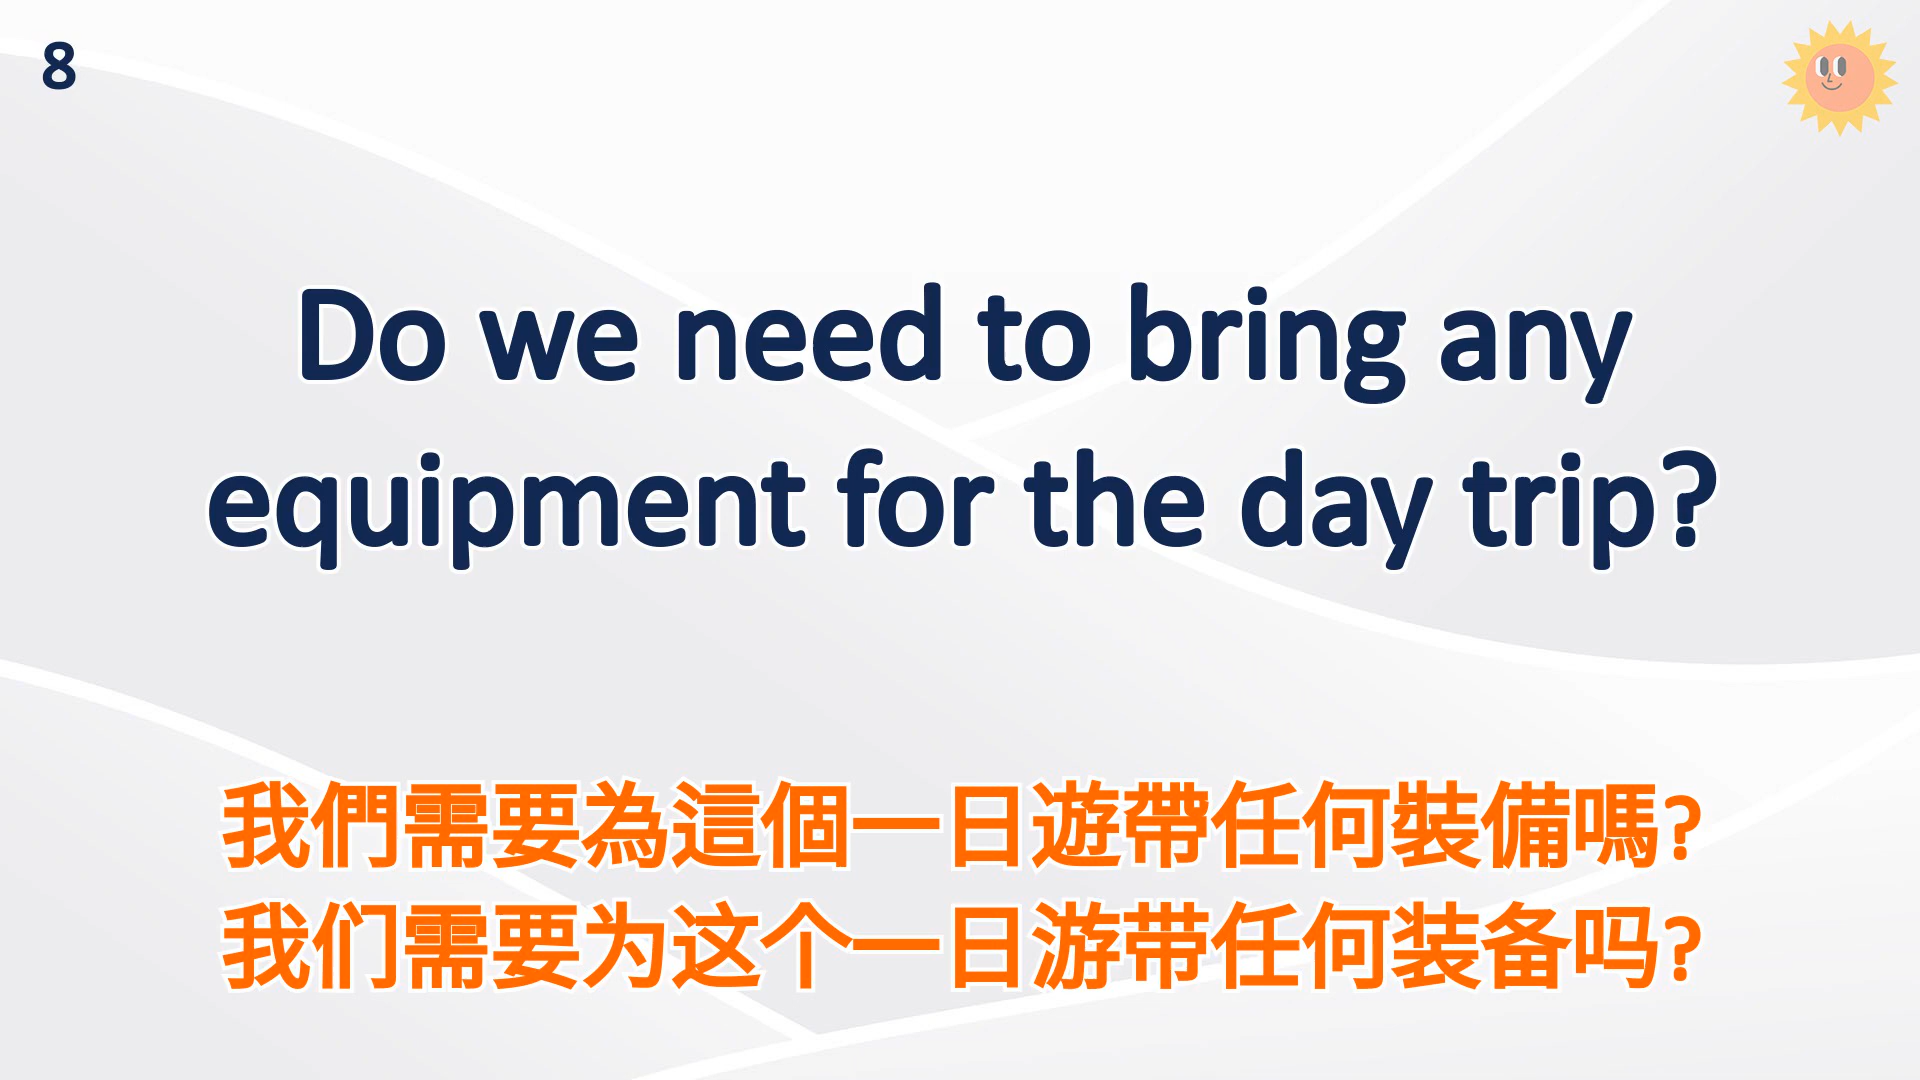 8
Do we need to bring any
equipment for the day trip?
我們需要為這個一日遊帶任何裝備嗎?
我们需要为这个一日游带任何装备吗?